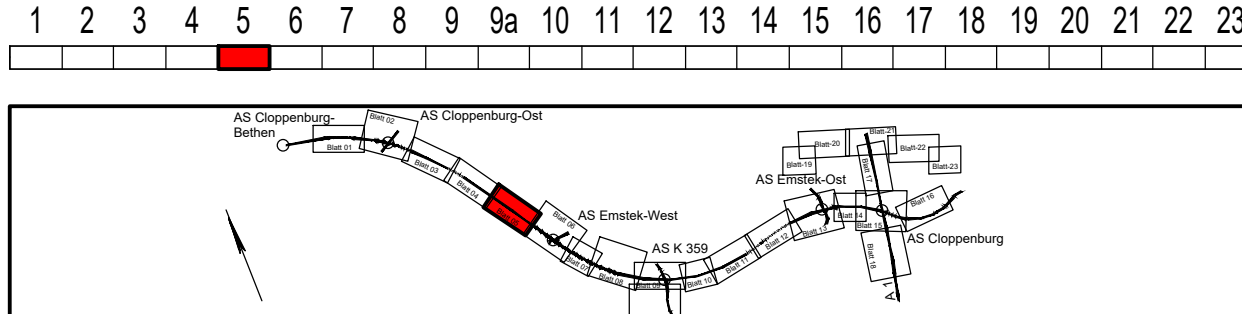 1 2 3 4 5 6 7 8 9 9a 10 11 12 13 14 15 16 17 18 19 20 21 22 23
AS Cloppenburg-
Bethen
Blatt 01
Blatt 02
AS Cloppenburg-Ost
Blatt 03
Blatt 04
Blatt 06
AS Emstek-West
Blatt 07
Blatt 08
AS K 359
Blatt 09
Blatt 10
Blatt 11
Blatt 12
AS Emstek-Ost
Blatt 13
Blatt 14
Blatt 15
Blatt 16
Blatt 17
Blatt 18
Blatt-19
Blatt-20
Blatt-21
Blatt-22
Blatt-23
AS Cloppenburg
A 1